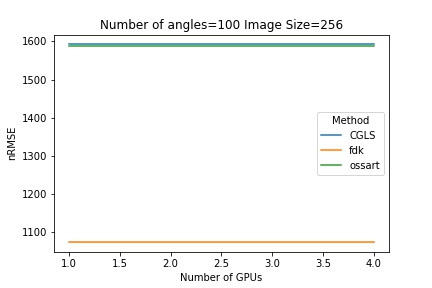 Number of angles=100 Image Size=256
nRMSE
1600
1500
1400
1300
1200
1100
Method
CGLS
fdk
ossart
1.0 1.5 2.0 2.5 3.0 3.5 4.0
Number of GPUs